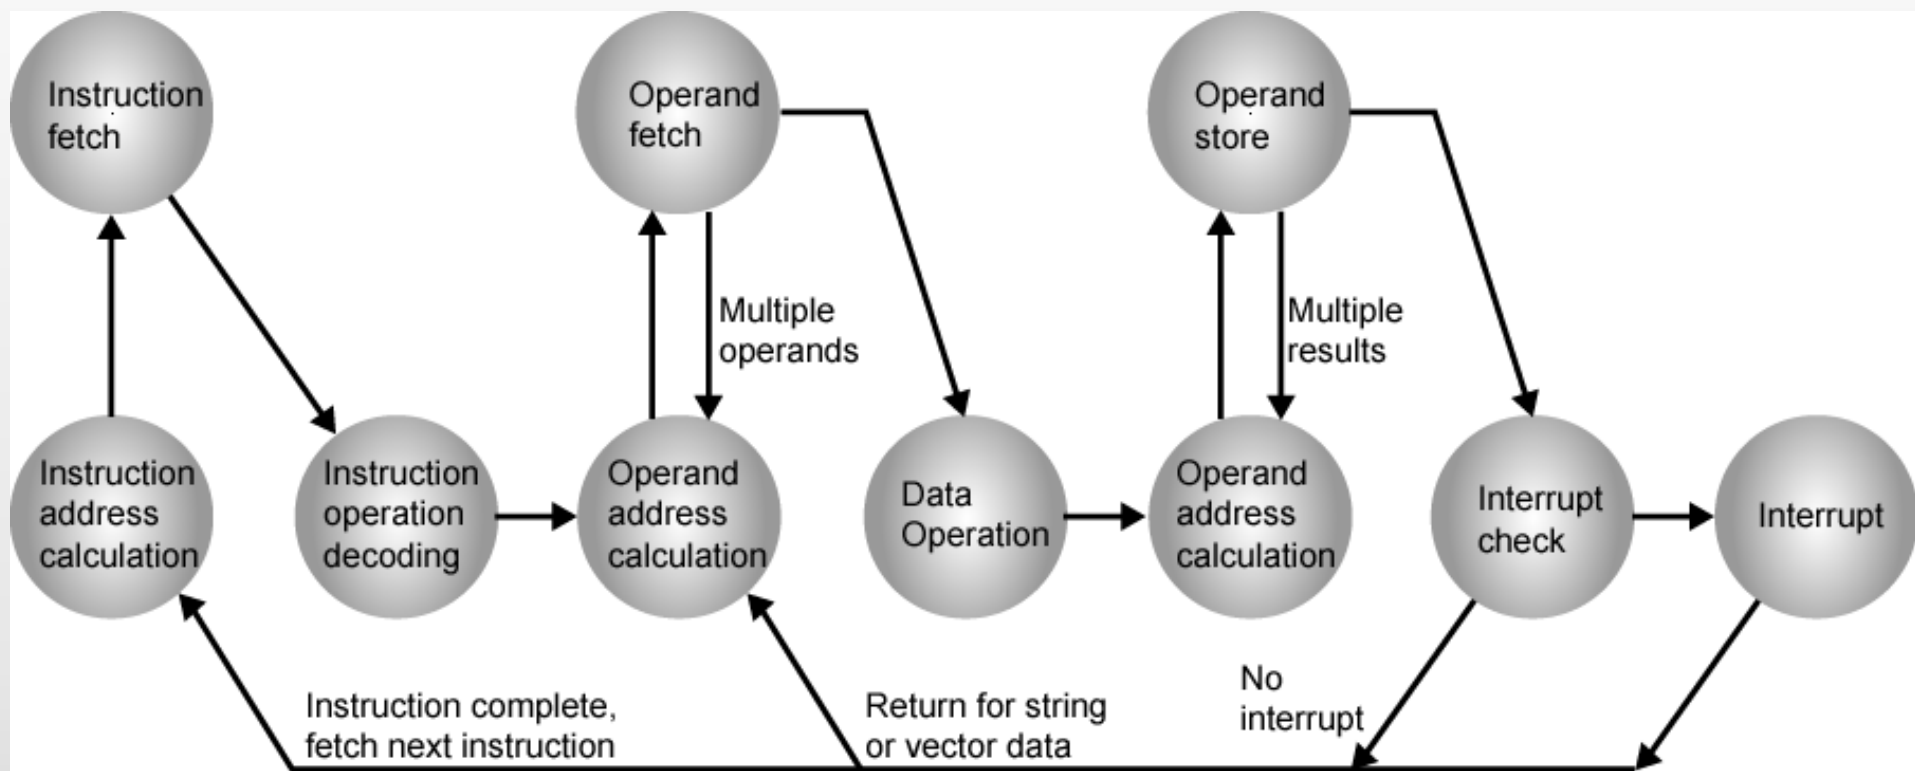 Instruction
fetch
Operand
fetch
Operand
store
Multiple
operands
Multiple
results
Instruction
address
calculation
Instruction
operation
decoding
Operand
address
calculation
Data
Operation
Operand
address
calculation
Interrupt
check
Interrupt
Instruction complete,
fetch next instruction
Return for string
or vector data
No
interrupt